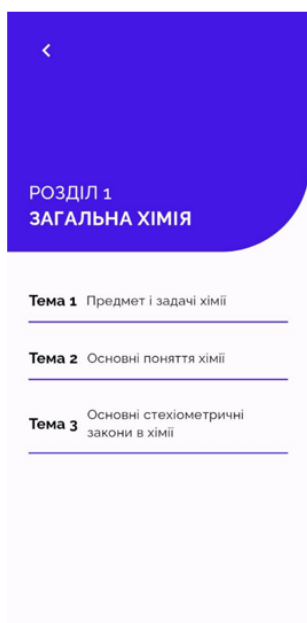 РОЗДІЛ 1
ЗАГАЛЬНА ХІМІЯ
Тема 1 Предмет і задачі хімії
Тема 2 Основні поняття хімії
Тема 3 Основні стехіометричні
закони в хімії